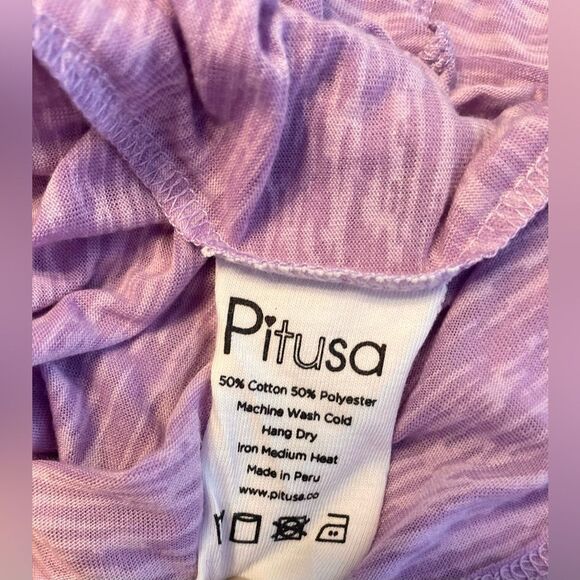 Pitusa
50% Cotton 50% Polyester
Machine Wash Cold
Hang Dry
Iron Medium Heat
Made in Peru
www.pitusa.co